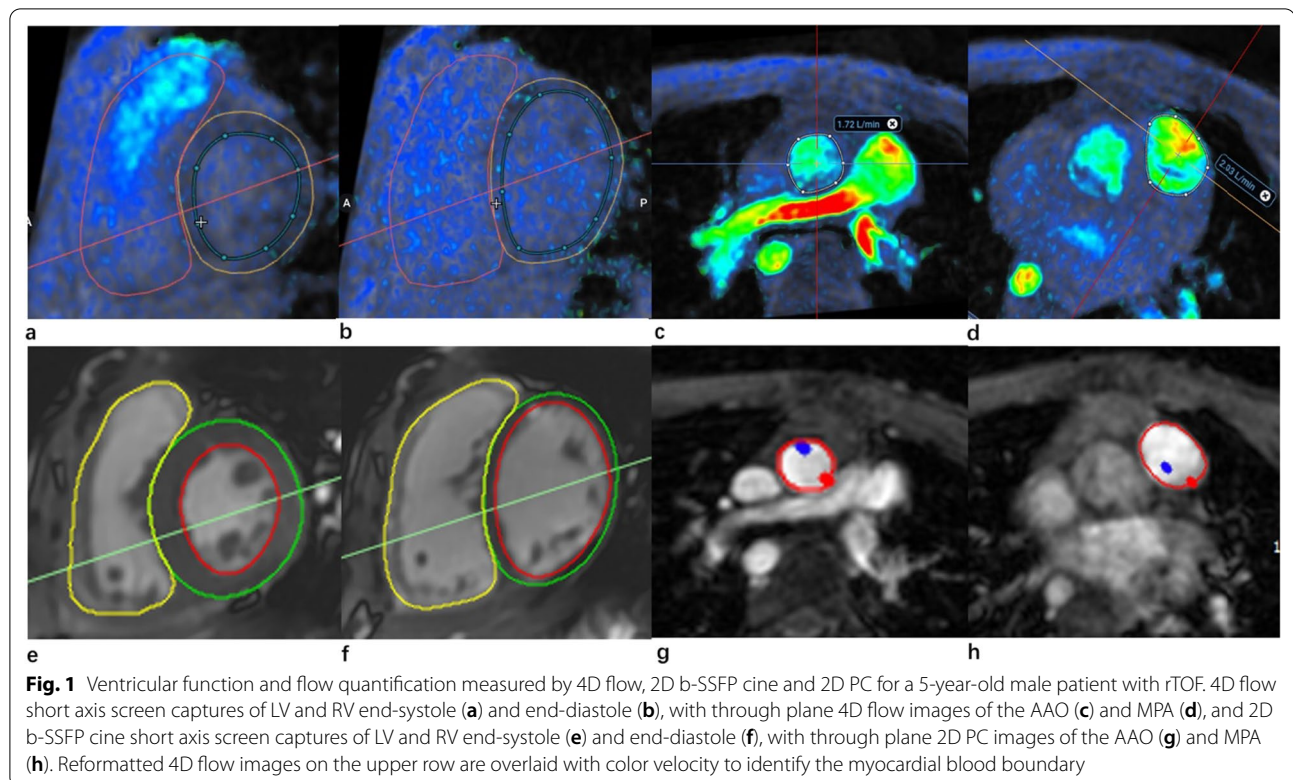 1.72 L/min
2.03 L/min
A
A
P
a
b
c
d
1
e
f
g
h
Fig. 1 Ventricular function and flow quantification measured by 4D flow, 2D b-SSFP cine and 2D PC for a 5-year-old male patient with rTOF. 4D flow
short axis screen captures of LV and RV end-systole (a) and end-diastole (b), with through plane 4D flow images of the AAO (c) and MPA (d), and 2D
b-SSFP cine short axis screen captures of LV and RV end-systole (e) and end-diastole (f), with through plane 2D PC images of the AAO (g) and MPA
(h). Reformatted 4D flow images on the upper row are overlaid with color velocity to identify the myocardial blood boundary